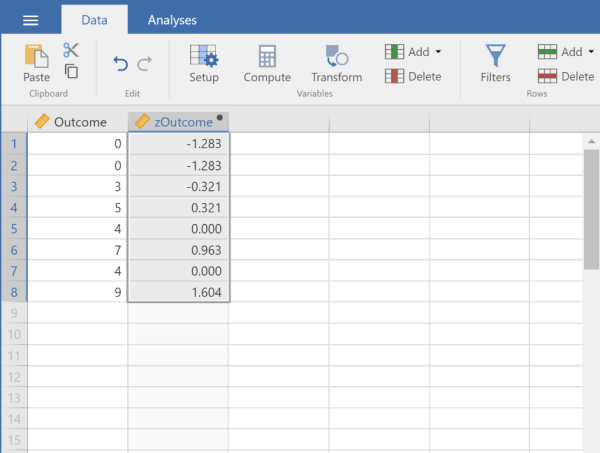 Data Analyses
Paste Setup Compute Transform Add Delete Filters Add Delete
Clipboard Edit Variables Rows
Outcome zOutcome
1 0 -1.283
2 0 -1.283
3 3 -0.321
4 5 0.321
5 4 0.000
6 7 0.963
7 4 0.000
8 9 1.604
9
10
11
12
13
14
15